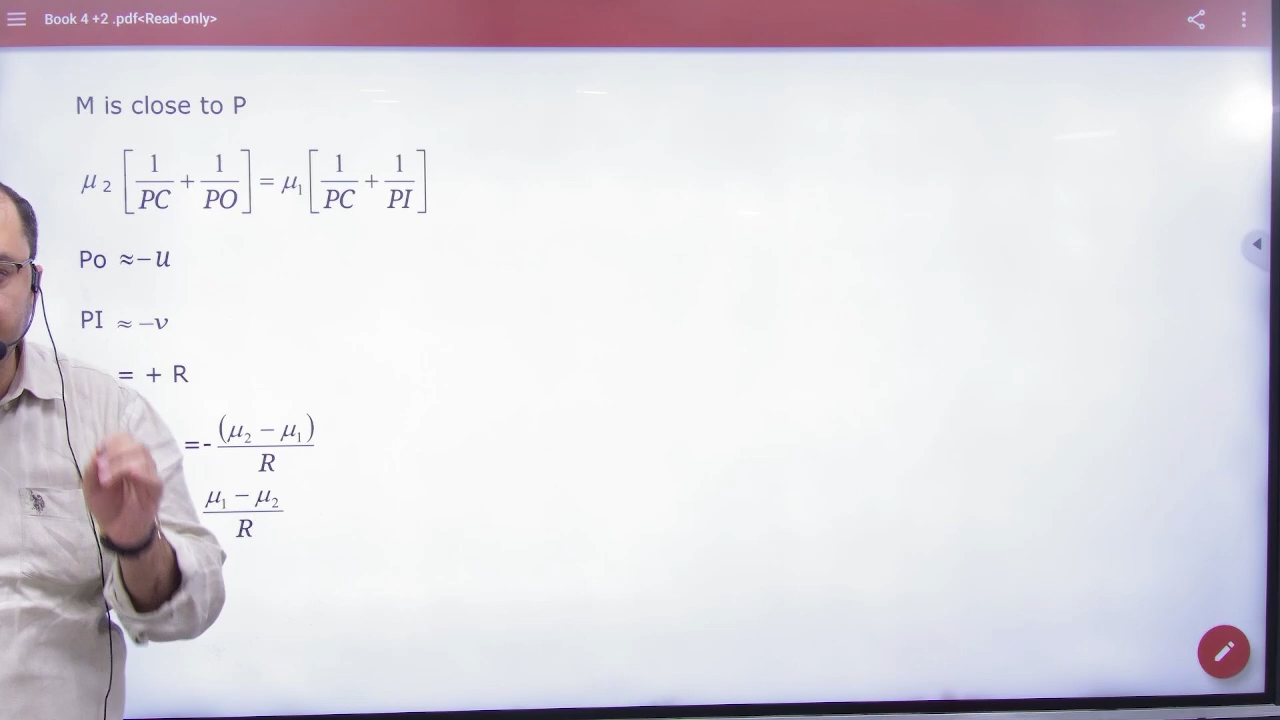 Book 4 +2 .pdf<Read-only>
M is close to P
μ 2 [1/PC + 1/PO] = μ₁[1/PC + 1/PI]
Po ≈−u
PI ≈ −v
= + R
=- (μ₂ − μ₁)/R
μ₁ − μ₂/R